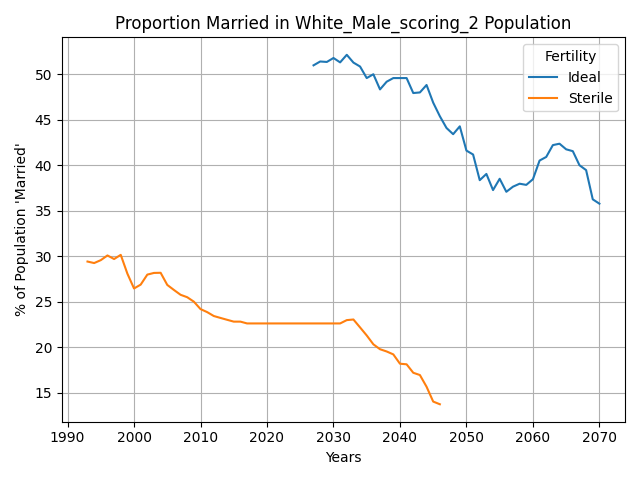 Proportion Married in White_Male_scoring_2 Population
Fertility
Ideal
Sterile
% of Population 'Married'
50
45
40
35
30
25
20
15
1990 2000 2010 2020 2030 2040 2050 2060 2070
Years